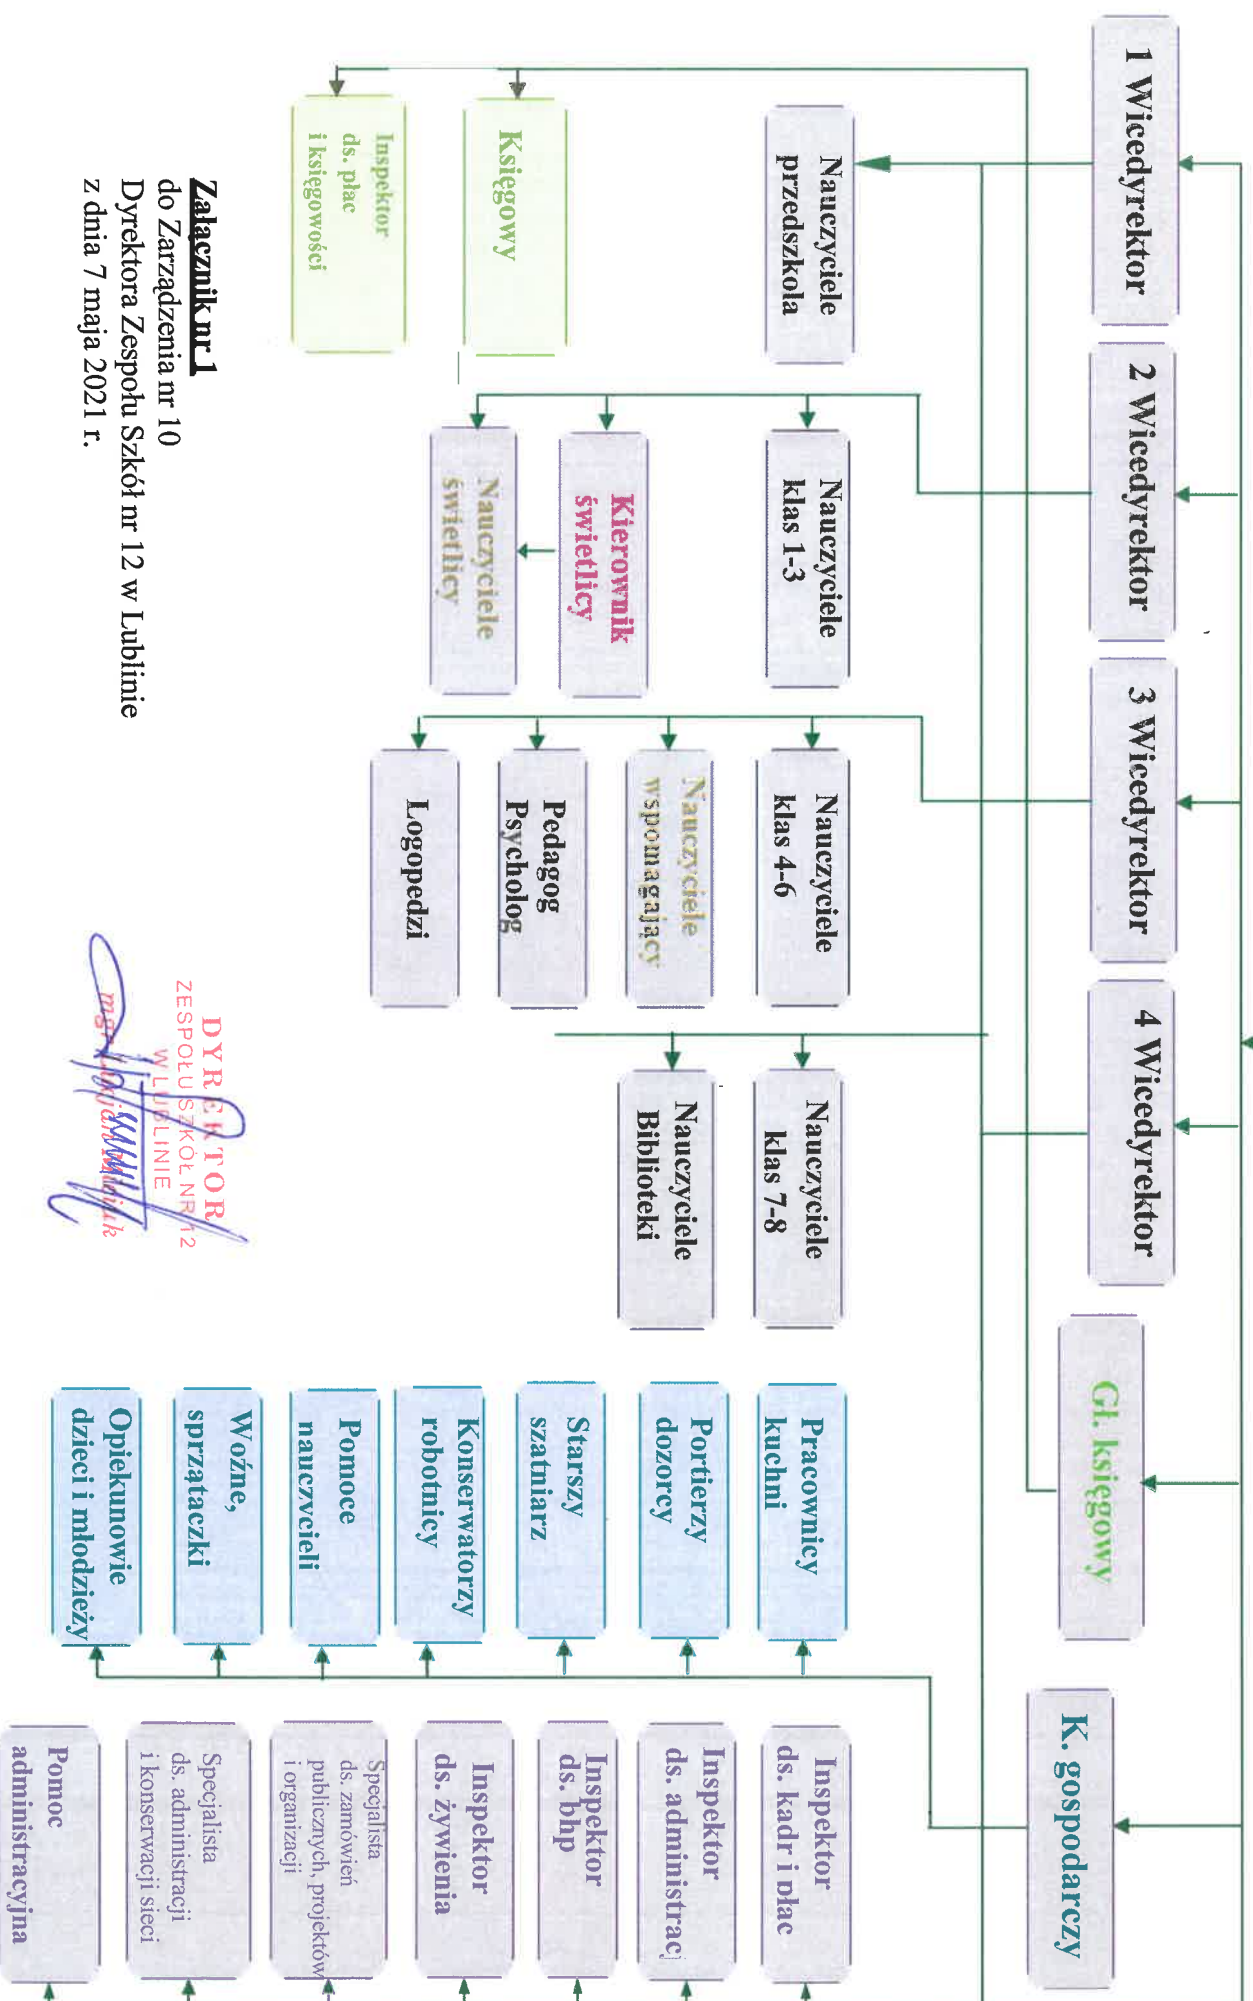 1 Wicedyrektor
2 Wicedyrektor
3 Wicedyrektor
4 Wicedyrektor
Gł. księgowy
K. gospodarczy
Nauczyciele
przedszkola
Księgowy
Inspektor
ds. płac
i księgowości
Nauczyciele
klas 1-3
Kierownik
świetlicy
Nauczyciele
świetlicy
Nauczyciele
klas 4-6
Nauczyciele
wspomagający
Pedagog
Psycholog
Logopedzi
Nauczyciele
klas 7-8
Nauczyciele
Biblioteki
Pracownicy
kuchni
Portierzy
dozorcy
Starszy
szatniarz
Konserwatorzy
robotnicy
Pomoce
nauczycieli
Woźne,
sprzątaczki
Opiekunowie
dzieci i młodzieży
Inspektor
ds. kadr i płac
Inspektor
ds. administracj
Inspektor
ds. bhp
Inspektor
ds. żywienia
Specjalista
ds. zamówień
publicznych, projektów
i organizacji
Specjalista
ds. administracji
i konserwacji sieci
Pomoc
administracyjna
Załącznik nr 1
do Zarządzenia nr 10
Dyrektora Zespołu Szkół nr 12 w Lublinie
z dnia 7 maja 2021 r.
DYREKTOR
ZESPOŁU SZKÓŁ NR 12
W LUBLINIE
mgr